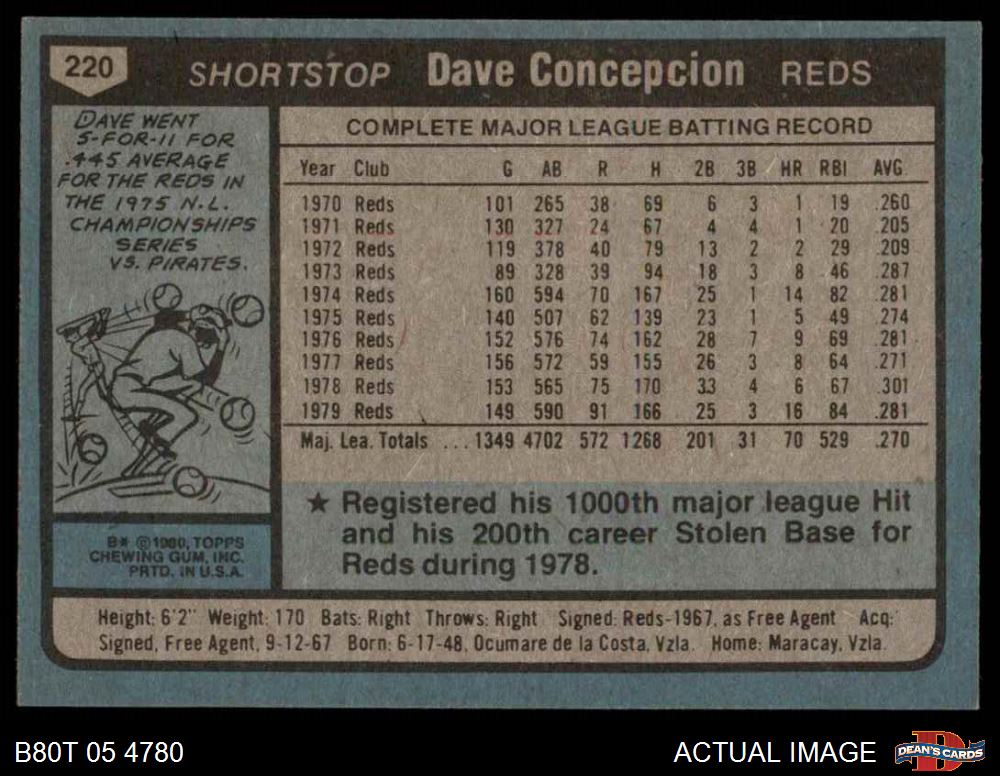 220 SHORTSTOP Dave Concepcion REDS
DAVE WENT
5-FOR-11 FOR
.445 AVERAGE
FOR THE REDS IN
THE 1975 N.L.
CHAMPIONSHIPS
SERIES
VS. PIRATES.
B* © 1980, TOPPS
CHEWING GUM, INC.
PRTD. IN U.S.A.
COMPLETE MAJOR LEAGUE BATTING RECORD
Year Club G AB R H 2B 3B HR RBI AVG.
1970 Reds 101 265 38 69 6 3 1 19 .260
1971 Reds 130 327 24 67 4 4 1 20 .205
1972 Reds 119 378 40 79 13 2 2 29 .209
1973 Reds 89 328 39 94 18 3 8 46 .287
1974 Reds 160 594 70 167 25 1 14 82 .281
1975 Reds 140 507 62 139 23 1 5 49 .274
1976 Reds 152 576 74 162 28 7 9 69 .281
1977 Reds 156 572 59 155 26 3 8 64 .271
1978 Reds 153 565 75 170 33 4 6 67 .301
1979 Reds 149 590 91 166 25 3 16 84 .281
Maj. Lea. Totals ... 1349 4702 572 1268 201 31 70 529 .270
★ Registered his 1000th major league Hit
and his 200th career Stolen Base for
Reds during 1978.
Height: 6'2" Weight: 170 Bats: Right Throws: Right Signed: Reds-1967, as Free Agent Acq:
Signed, Free Agent, 9-12-67 Born: 6-17-48, Ocumare de la Costa, Vzla. Home: Maracay, Vzla.
B80T 05 4780 ACTUAL IMAGE D DEAN'S CARDS